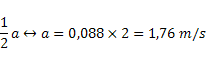 1/2 a ↔ a = 0,088 × 2 = 1,76 m/s